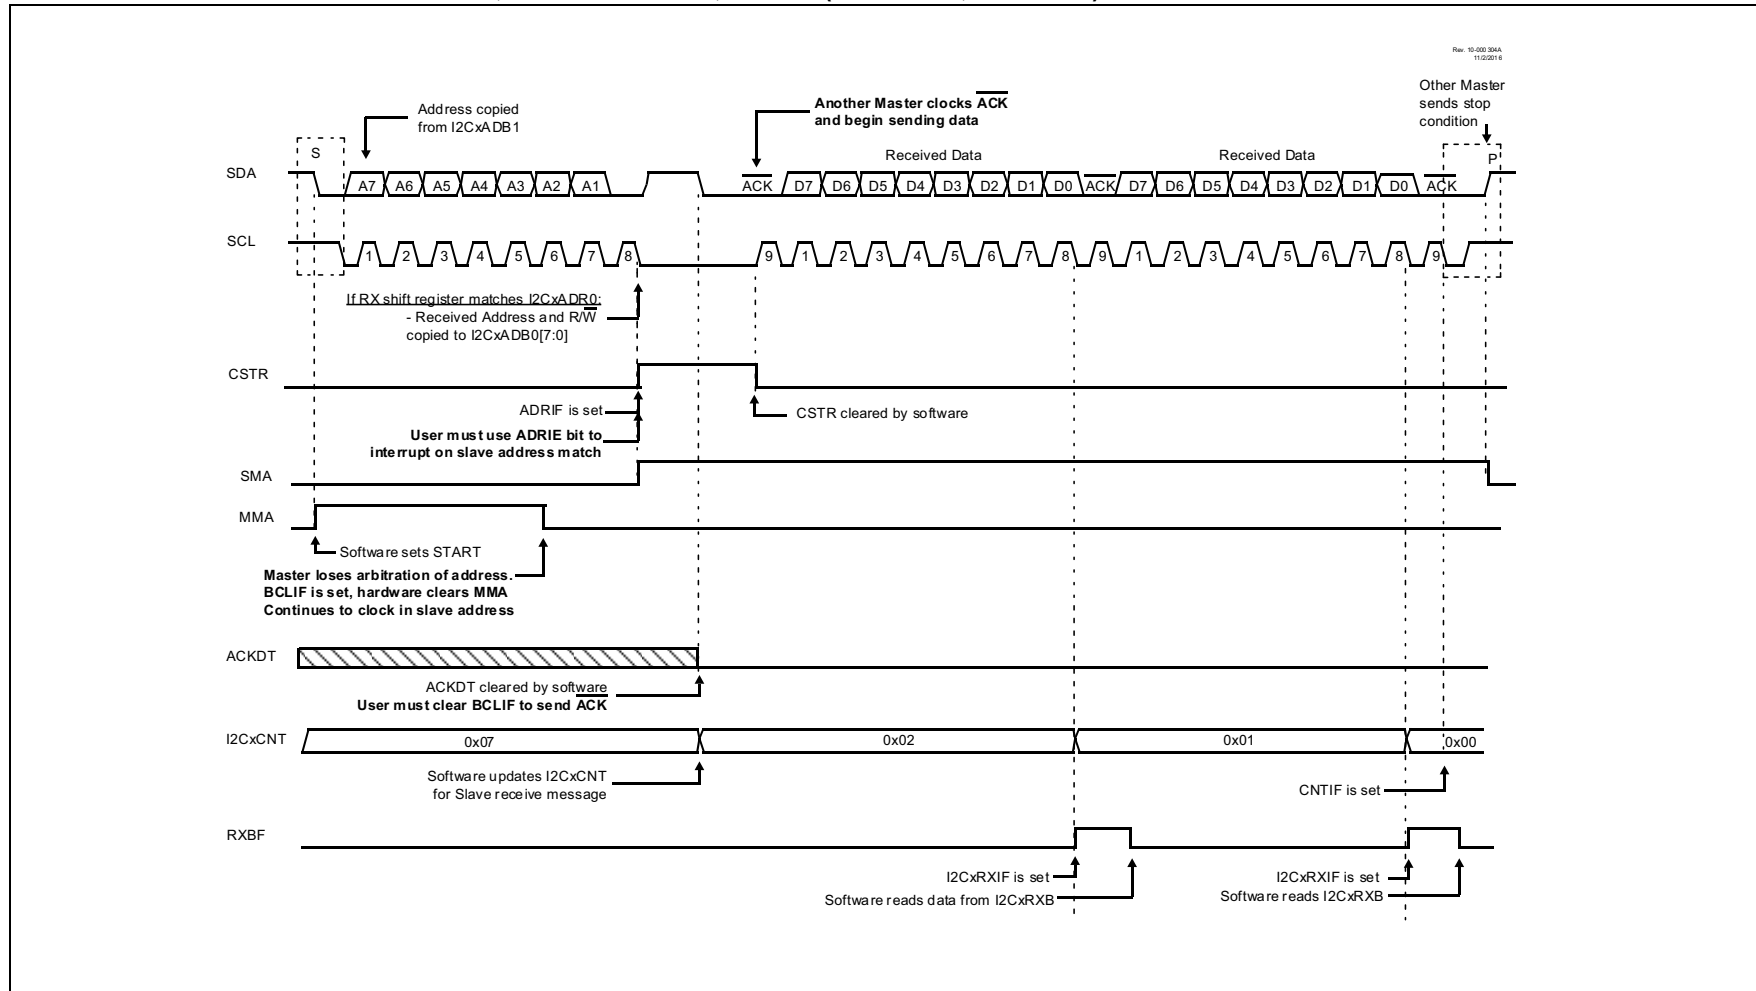 Rev. 10-000 304A
11/2/2016
Other Master
sends stop
condition
Address copied
from I2CxADB1
Another Master clocks ACK
and begin sending data
S
Received Data
Received Data
P
SDA
A7 A6 A5 A4 A3 A2 A1
ACK D7 D6 D5 D4 D3 D2 D1 D0 ACK D7 D6 D5 D4 D3 D2 D1 D0 ACK
SCL
1 2 3 4 5 6 7 8 9 1 2 3 4 5 6 7 8 9 1 2 3 4 5 6 7 8 9
If RX shift register matches I2CxADR0:
- Received Address and R/W
copied to I2CxADB0[7:0]
CSTR
ADRIF is set
CSTR cleared by software
User must use ADRIE bit to
interrupt on slave address match
SMA
MMA
Software sets START
Master loses arbitration of address.
BCLIF is set, hardware clears MMA
Continues to clock in slave address
ACKDT
ACKDT cleared by software
User must clear BCLIF to send ACK
I2CxCNT
0x07 0x02 0x01 0x00
Software updates I2CxCNT
for Slave receive message
CNTIF is set
RXBF
I2CxRXIF is set
Software reads data from I2CxRXB
I2CxRXIF is set
Software reads I2CxRXB